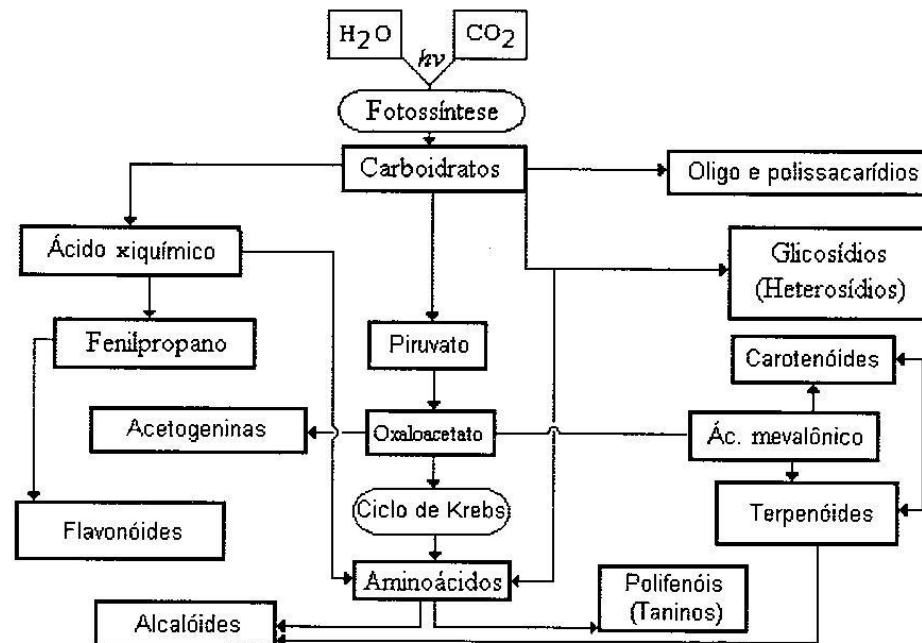 H2O
CO2
hν
Fotossíntese
Carboidratos
Oligo e polissacarídios
Ácido xiquímico
Glicosídios
(Heterosídios)
Fenilpropano
Piruvato
Carotenóides
Acetogeninas
Oxaloacetato
Ác. mevalônico
Flavonóides
Ciclo de Krebs
Terpenóides
Aminoácidos
Polifenóis
(Taninos)
Alcalóides